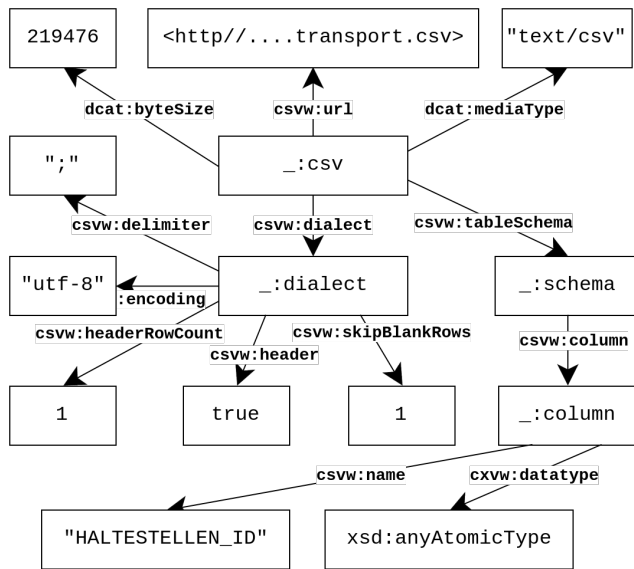 219476
<http//....transport.csv>
"text/csv"
dcat:byteSize
csvw:url
dcat:mediaType
";"
_:csv
csvw:delimiter
csvw:dialect
csvw:tableSchema
"utf-8"
:encoding
_:dialect
_:schema
csvw:headerRowCount
csvw:header
csvw:skipBlankRows
csvw:column
1
true
1
_:column
csvw:name
cxvw:datatype
"HALTESTELLEN_ID"
xsd:anyAtomicType